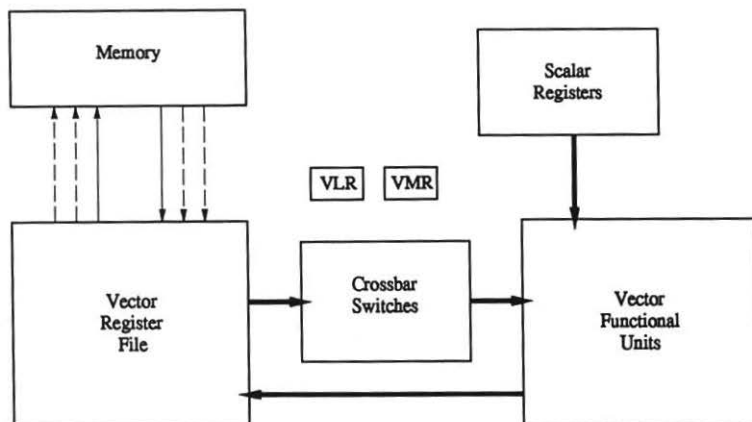 Memory
Scalar
Registers
VLR
VMR
Vector
Register
File
Crossbar
Switches
Vector
Functional
Units